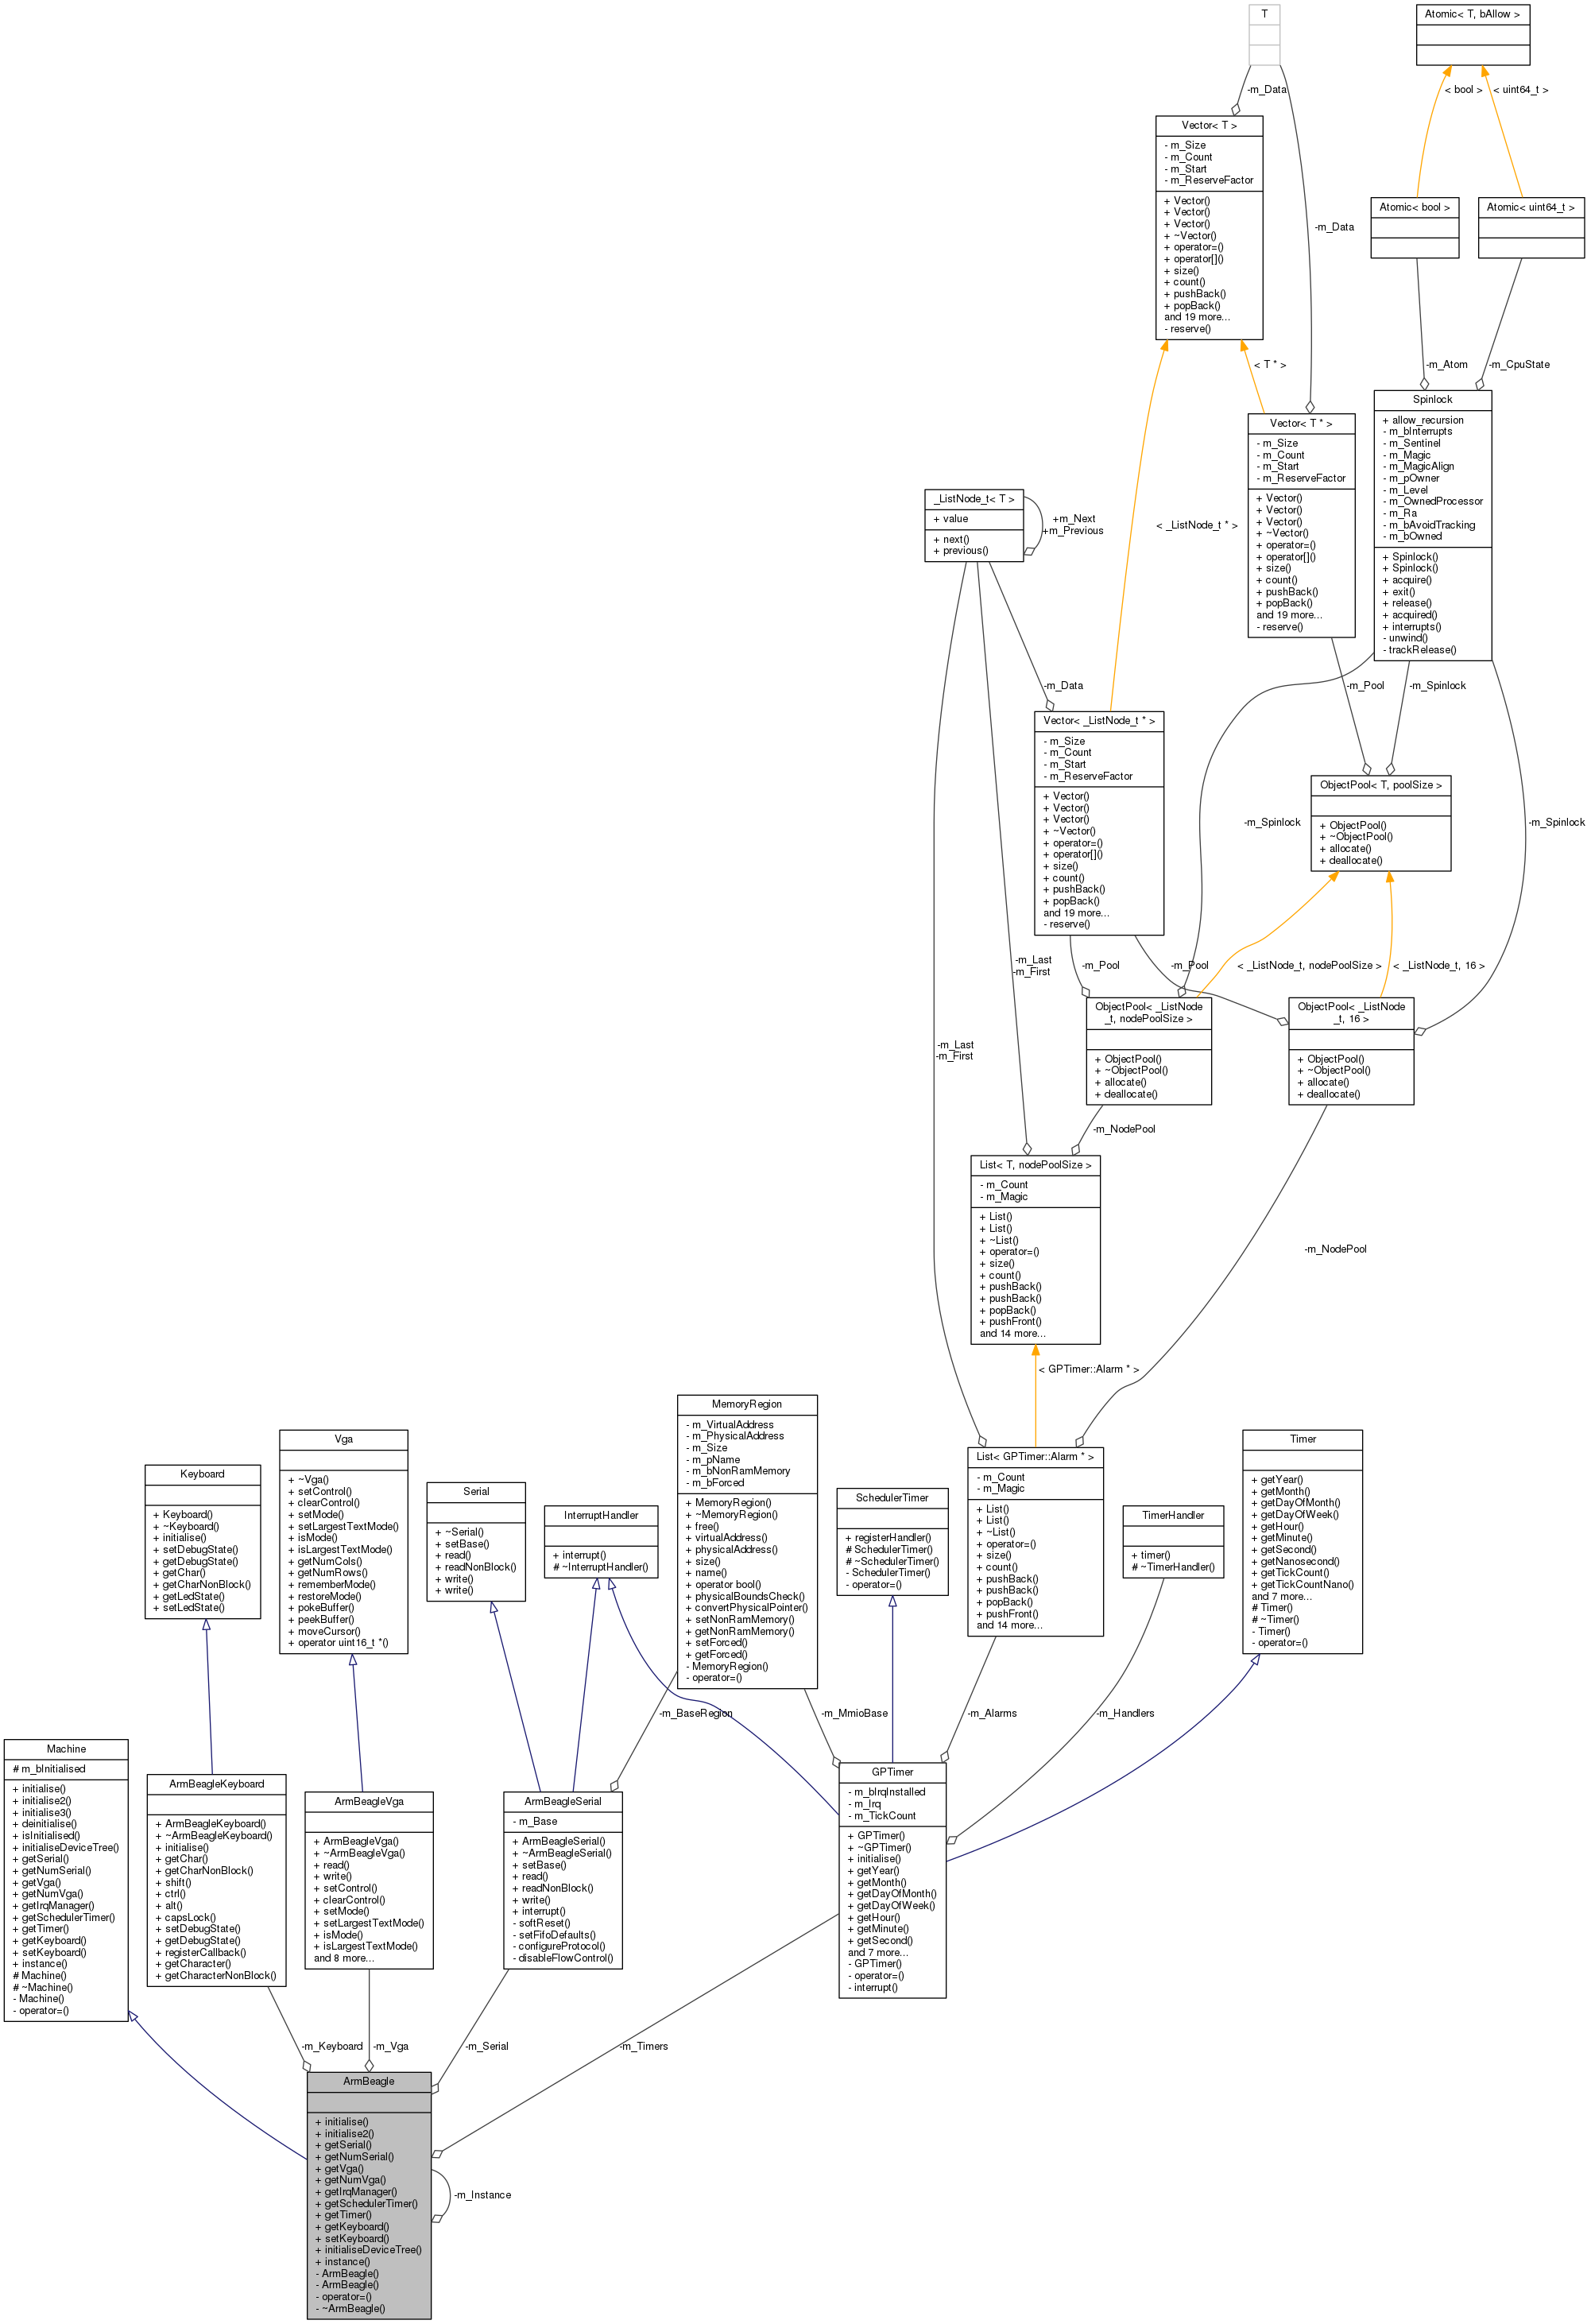 T
Atomic< T, bAllow >
< bool >
< uint64_t >
-m_Data
Vector< T >
- m_Size
- m_Count
- m_Start
- m_ReserveFactor
+ Vector()
+ Vector()
+ Vector()
+ ~Vector()
+ operator=()
+ operator[]()
+ size()
+ count()
+ pushBack()
+ popBack()
and 19 more...
- reserve()
-m_Data
Atomic< bool >
Atomic< uint64_t >
< T * >
-m_Atom
-m_CpuState
Vector< T * >
- m_Size
- m_Count
- m_Start
- m_ReserveFactor
+ Vector()
+ Vector()
+ Vector()
+ ~Vector()
+ operator=()
+ operator[]()
+ size()
+ count()
+ pushBack()
+ popBack()
and 19 more...
- reserve()
Spinlock
+ allow_recursion
- m_bInterrupts
- m_Sentinel
- m_Magic
- m_MagicAlign
- m_pOwner
- m_Level
- m_OwnedProcessor
- m_Ra
- m_bAvoidTracking
- m_bOwned
+ Spinlock()
+ Spinlock()
+ acquire()
+ exit()
+ release()
+ acquired()
+ interrupts()
- unwind()
- trackRelease()
_ListNode_t< T >
+ value
+ next()
+ previous()
+m_Next
+m_Previous
< _ListNode_t * >
-m_Data
-m_Pool
-m_Spinlock
Vector< _ListNode_t * >
- m_Size
- m_Count
- m_Start
- m_ReserveFactor
+ Vector()
+ Vector()
+ Vector()
+ ~Vector()
+ operator=()
+ operator[]()
+ size()
+ count()
+ pushBack()
+ popBack()
and 19 more...
- reserve()
-m_Spinlock
ObjectPool< T, poolSize >
+ ObjectPool()
+ ~ObjectPool()
+ allocate()
+ deallocate()
-m_Spinlock
-m_Last
-m_First
-m_Pool
-m_Pool
< _ListNode_t, nodePoolSize >
< _ListNode_t, 16 >
ObjectPool< _ListNode
_t, nodePoolSize >
+ ObjectPool()
+ ~ObjectPool()
+ allocate()
+ deallocate()
ObjectPool< _ListNode
_t, 16 >
+ ObjectPool()
+ ~ObjectPool()
+ allocate()
+ deallocate()
-m_Last
-m_First
-m_NodePool
List< T, nodePoolSize >
- m_Count
- m_Magic
+ List()
+ List()
+ ~List()
+ operator=()
+ size()
+ count()
+ pushBack()
+ pushBack()
+ popBack()
+ pushFront()
and 14 more...
-m_NodePool
< GPTimer::Alarm * >
Keyboard
+ Keyboard()
+ ~Keyboard()
+ initialise()
+ setDebugState()
+ getDebugState()
+ getChar()
+ getCharNonBlock()
+ getLedState()
+ setLedState()
Vga
+ ~Vga()
+ setControl()
+ clearControl()
+ setMode()
+ setLargestTextMode()
+ isMode()
+ isLargestTextMode()
+ getNumCols()
+ getNumRows()
+ rememberMode()
+ restoreMode()
+ pokeBuffer()
+ peekBuffer()
+ moveCursor()
+ operator uint16_t *()
Serial
+ ~Serial()
+ setBase()
+ read()
+ readNonBlock()
+ write()
+ write()
InterruptHandler
+ interrupt()
# ~InterruptHandler()
MemoryRegion
- m_VirtualAddress
- m_PhysicalAddress
- m_Size
- m_pName
- m_bNonRamMemory
- m_bForced
+ MemoryRegion()
+ ~MemoryRegion()
+ free()
+ virtualAddress()
+ physicalAddress()
+ size()
+ name()
+ operator bool()
+ physicalBoundsCheck()
+ convertPhysicalPointer()
+ setNonRamMemory()
+ getNonRamMemory()
+ setForced()
+ getForced()
- MemoryRegion()
- operator=()
SchedulerTimer
+ registerHandler()
# SchedulerTimer()
# ~SchedulerTimer()
- SchedulerTimer()
- operator=()
List< GPTimer::Alarm * >
- m_Count
- m_Magic
+ List()
+ List()
+ ~List()
+ operator=()
+ size()
+ count()
+ pushBack()
+ pushBack()
+ popBack()
+ pushFront()
and 14 more...
TimerHandler
+ timer()
# ~TimerHandler()
Timer
+ getYear()
+ getMonth()
+ getDayOfMonth()
+ getDayOfWeek()
+ getHour()
+ getMinute()
+ getSecond()
+ getNanosecond()
+ getTickCount()
+ getTickCountNano()
and 7 more...
# Timer()
# ~Timer()
- Timer()
- operator=()
-m_BaseRegion
-m_MmioBase
-m_Alarms
-m_Handlers
Machine
# m_bInitialised
+ initialise()
+ initialise2()
+ initialise3()
+ deinitialise()
+ isInitialised()
+ initialiseDeviceTree()
+ getSerial()
+ getNumSerial()
+ getVga()
+ getNumVga()
+ getIrqManager()
+ getSchedulerTimer()
+ getTimer()
+ getKeyboard()
+ setKeyboard()
+ instance()
# Machine()
# ~Machine()
- Machine()
- operator=()
ArmBeagleKeyboard
+ ArmBeagleKeyboard()
+ ~ArmBeagleKeyboard()
+ initialise()
+ getChar()
+ getCharNonBlock()
+ shift()
+ ctrl()
+ alt()
+ capsLock()
+ setDebugState()
+ getDebugState()
+ registerCallback()
+ getCharacter()
+ getCharacterNonBlock()
ArmBeagleVga
+ ArmBeagleVga()
+ ~ArmBeagleVga()
+ read()
+ write()
+ setControl()
+ clearControl()
+ setMode()
+ setLargestTextMode()
+ isMode()
+ isLargestTextMode()
and 8 more...
ArmBeagleSerial
- m_Base
+ ArmBeagleSerial()
+ ~ArmBeagleSerial()
+ setBase()
+ read()
+ readNonBlock()
+ write()
+ interrupt()
- softReset()
- setFifoDefaults()
- configureProtocol()
- disableFlowControl()
GPTimer
- m_bIrqInstalled
- m_Irq
- m_TickCount
+ GPTimer()
+ ~GPTimer()
+ initialise()
+ getYear()
+ getMonth()
+ getDayOfMonth()
+ getDayOfWeek()
+ getHour()
+ getMinute()
+ getSecond()
and 7 more...
- GPTimer()
- operator=()
- interrupt()
-m_Keyboard
-m_Vga
-m_Serial
-m_Timers
ArmBeagle
+ initialise()
+ initialise2()
+ getSerial()
+ getNumSerial()
+ getVga()
+ getNumVga()
+ getIrqManager()
+ getSchedulerTimer()
+ getTimer()
+ getKeyboard()
+ setKeyboard()
+ initialiseDeviceTree()
+ instance()
- ArmBeagle()
- ArmBeagle()
- operator=()
- ~ArmBeagle()
-m_Instance